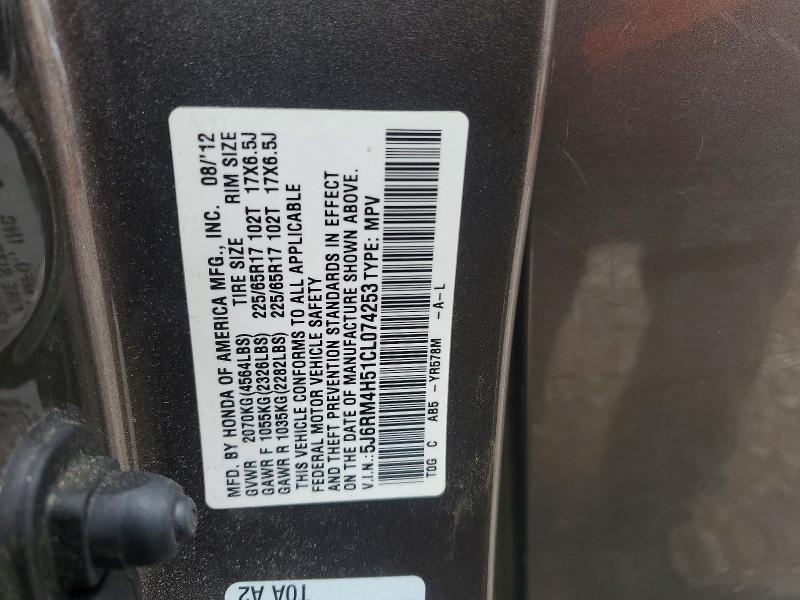 MFD. BY HONDA OF AMERICA MFG., INC. 08/'12
GVWR 2070KG(4564LBS) TIRE SIZE RIM SIZE
GAWR F 1055KG(2326LBS) 225/65R17 102T 17X6.5J
GAWR R 1035KG(2282LBS) 225/65R17 102T 17X6.5J
THIS VEHICLE CONFORMS TO ALL APPLICABLE
FEDERAL MOTOR VEHICLE SAFETY
AND THEFT PREVENTION STANDARDS IN EFFECT
ON THE DATE OF MANUFACTURE SHOWN ABOVE.
V.I.N.:5J6RM4H51CL074253 TYPE: MPV
T0G C AB5 -YR578M -A-L
T0A A2